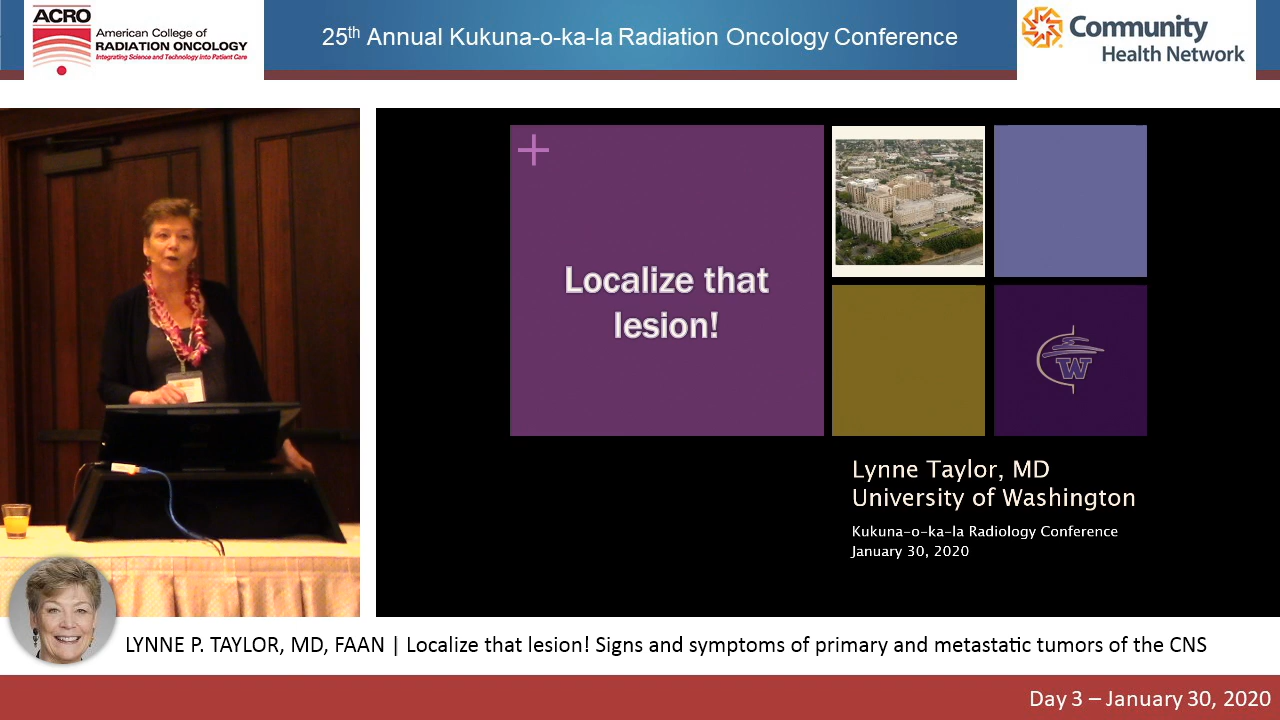 ACRO
American College of
RADIATION ONCOLOGY
Integrating Science and Technology Into Patient Care
25th Annual Kukuna-o-ka-la Radiation Oncology Conference
Community
Health Network
+
Localize that
lesion!
W
Lynne Taylor, MD
University of Washington
Kukuna-o-ka-la Radiology Conference
January 30, 2020
LYNNE P. TAYLOR, MD, FAAN | Localize that lesion! Signs and symptoms of primary and metastatic tumors of the CNS
Day 3 – January 30, 2020